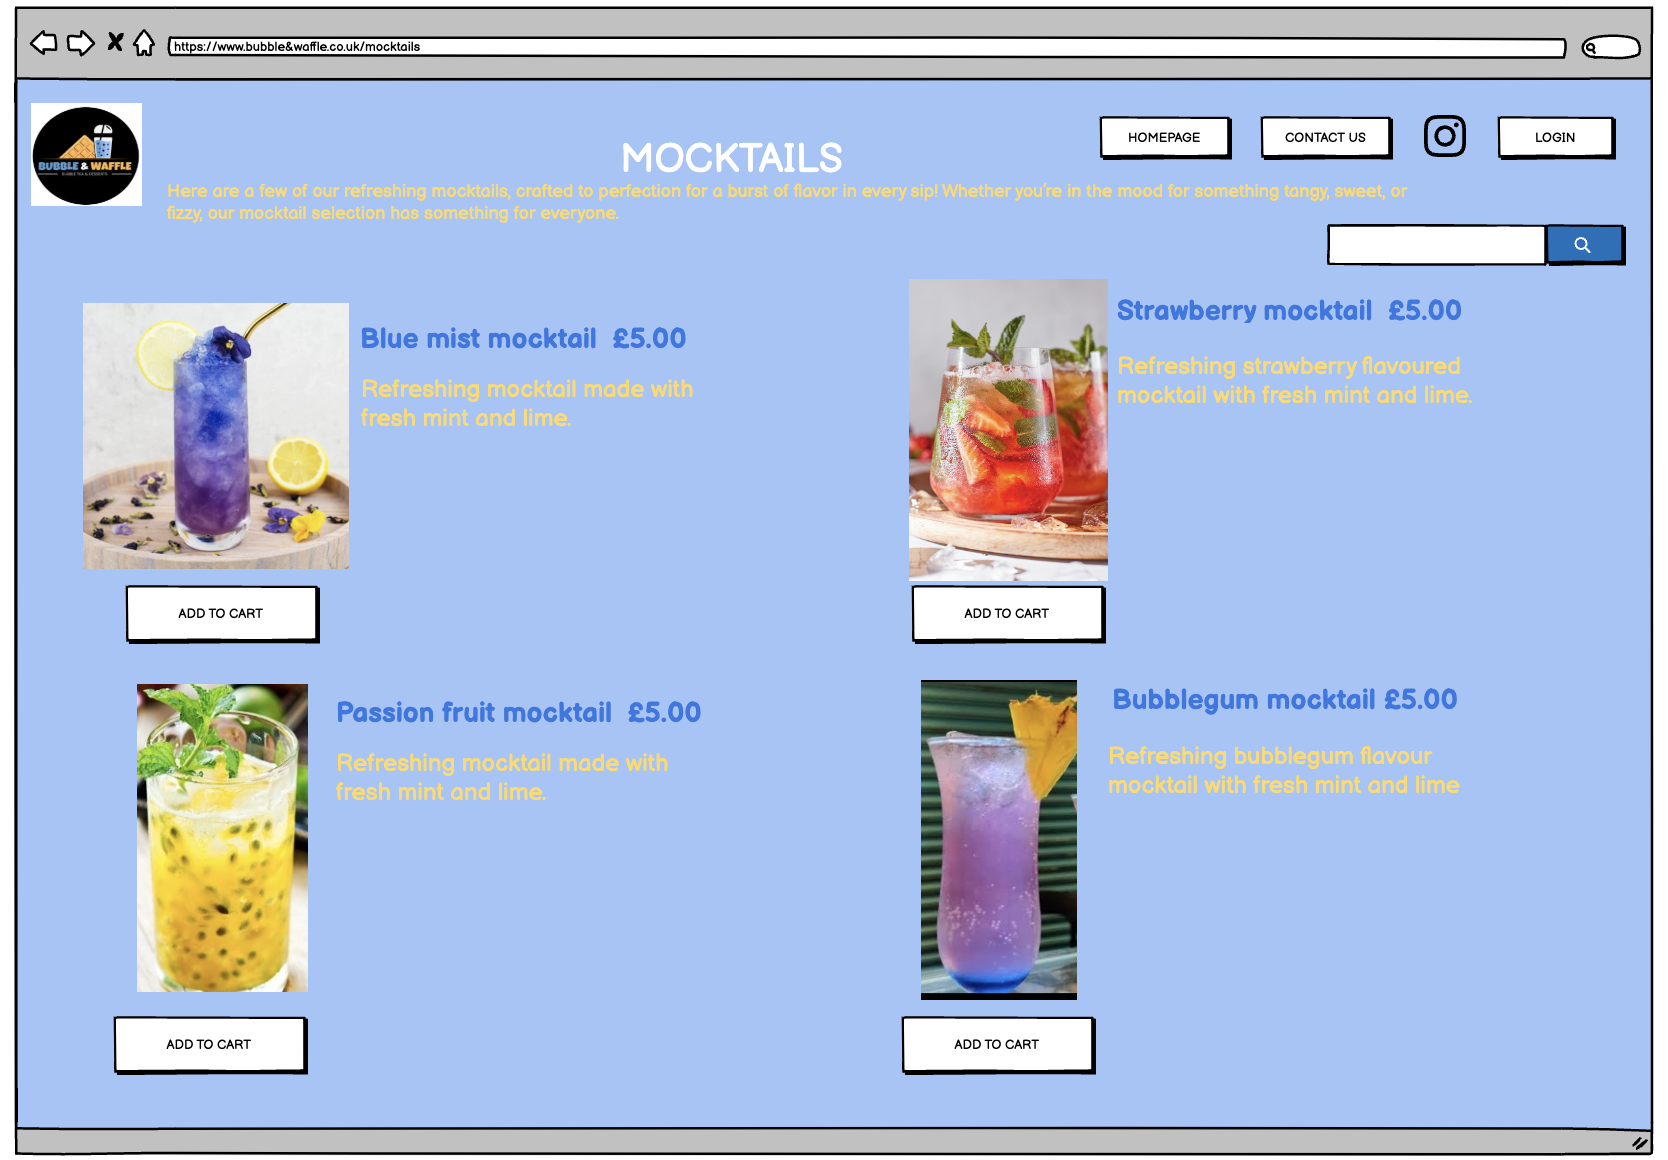 https://www.bubble&waffle.co.uk/mocktails
BUBBLE & WAFFLE
BUBBLE TEA & DESSERTS
HOMEPAGE
CONTACT US
LOGIN
MOCKTAILS
Here are a few of our refreshing mocktails, crafted to perfection for a burst of flavor in every sip! Whether you're in the mood for something tangy, sweet, or
fizzy, our mocktail selection has something for everyone.
Blue mist mocktail £5.00
Refreshing mocktail made with
fresh mint and lime.
ADD TO CART
Strawberry mocktail £5.00
Refreshing strawberry flavoured
mocktail with fresh mint and lime.
ADD TO CART
Passion fruit mocktail £5.00
Refreshing mocktail made with
fresh mint and lime.
ADD TO CART
Bubblegum mocktail £5.00
Refreshing bubblegum flavour
mocktail with fresh mint and lime
ADD TO CART